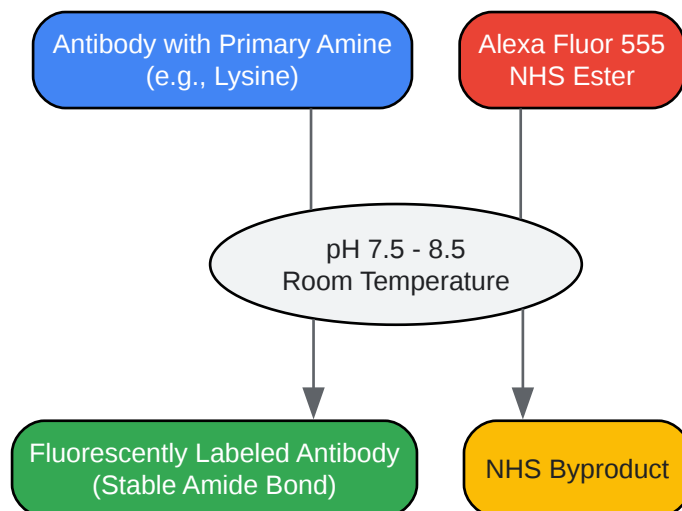 Antibody with Primary Amine
(e.g., Lysine)
Alexa Fluor 555
NHS Ester
pH 7.5 - 8.5
Room Temperature
Fluorescently Labeled Antibody
(Stable Amide Bond)
NHS Byproduct